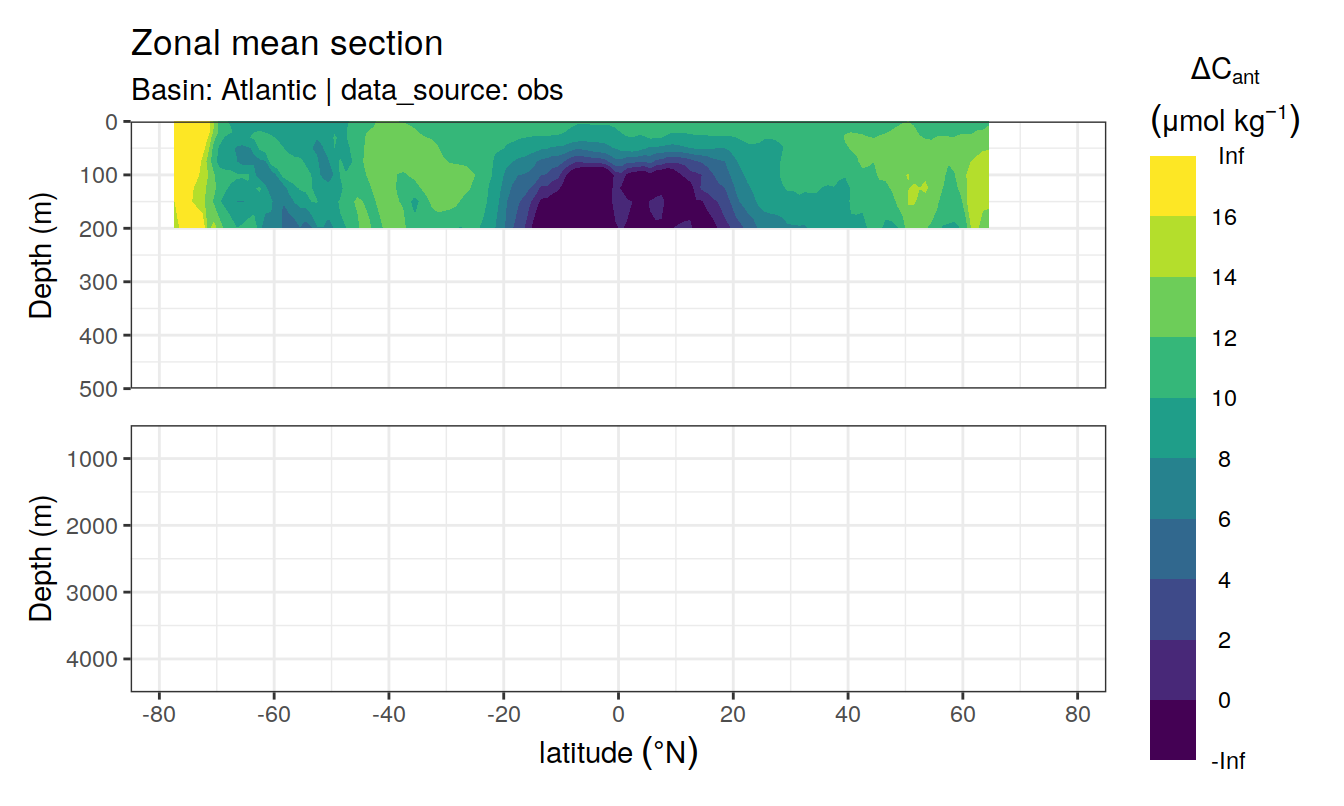 Zonal mean section
Basin: Atlantic | data_source: obs
ΔCant
(μmol kg⁻¹)
Inf
16
14
12
10
8
6
4
2
0
-Inf
Depth (m)
0
100
200
300
400
500
Depth (m)
1000
2000
3000
4000
-80 -60 -40 -20 0 20 40 60 80
latitude (°N)